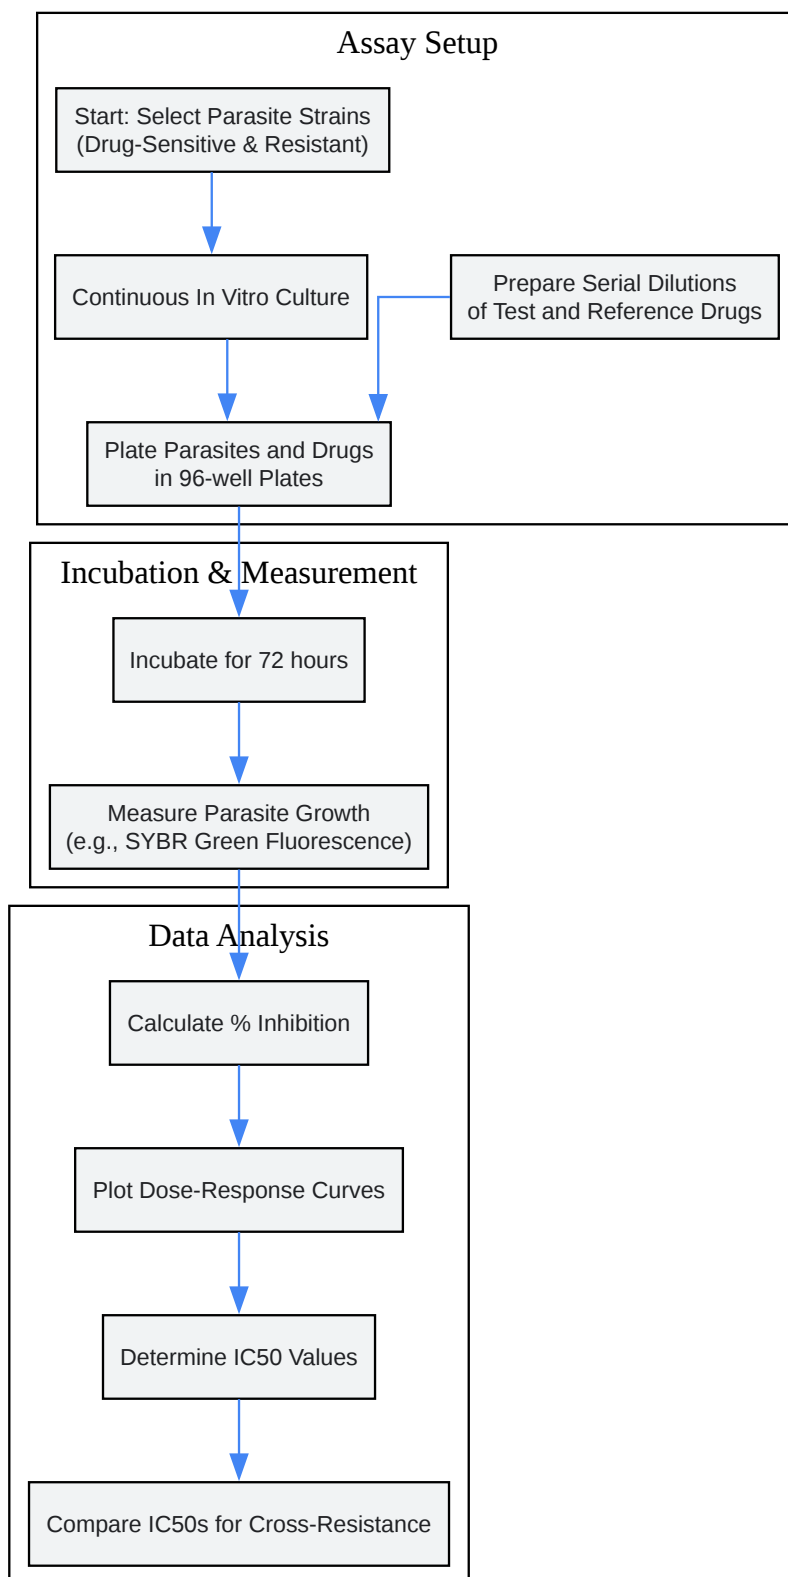 Assay Setup
Start: Select Parasite Strains
(Drug-Sensitive & Resistant)
Continuous In Vitro Culture
Prepare Serial Dilutions
of Test and Reference Drugs
Plate Parasites and Drugs
in 96-well Plates
Incubation & Measurement
Incubate for 72 hours
Measure Parasite Growth
(e.g., SYBR Green Fluorescence)
Data Analysis
Calculate % Inhibition
Plot Dose-Response Curves
Determine IC50 Values
Compare IC50s for Cross-Resistance